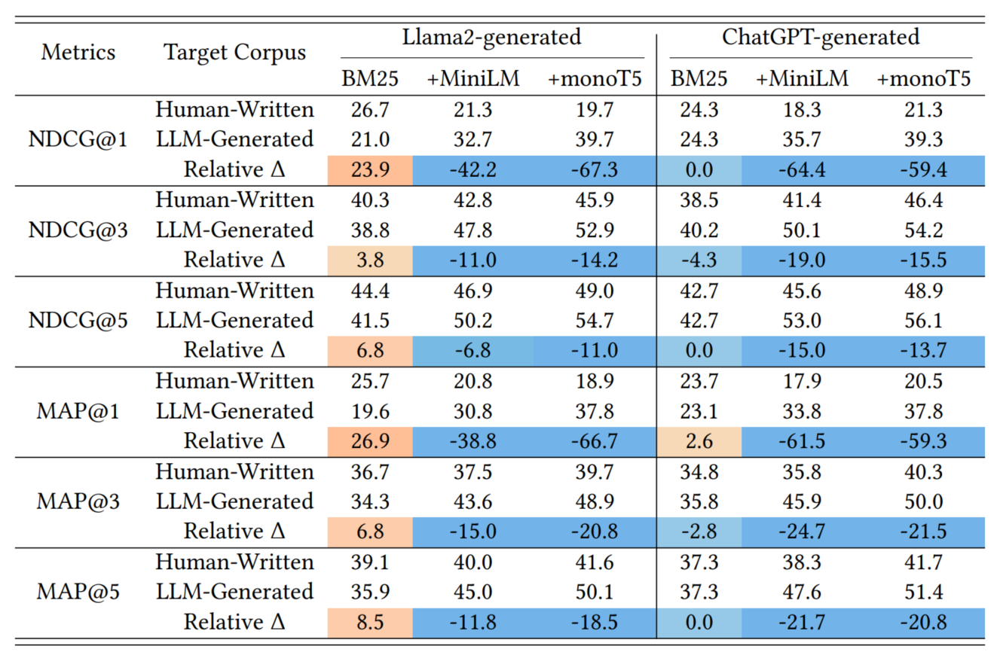 Metrics Target Corpus Llama2-generated ChatGPT-generated
BM25 +MiniLM +monoT5 BM25 +MiniLM +monoT5
Human-Written 26.7 21.3 19.7 24.3 18.3 21.3
NDCG@1 LLM-Generated 21.0 32.7 39.7 24.3 35.7 39.3
Relative Δ 23.9 -42.2 -67.3 0.0 -64.4 -59.4
Human-Written 40.3 42.8 45.9 38.5 41.4 46.4
NDCG@3 LLM-Generated 38.8 47.8 52.9 40.2 50.1 54.2
Relative Δ 3.8 -11.0 -14.2 -4.3 -19.0 -15.5
Human-Written 44.4 46.9 49.0 42.7 45.6 48.9
NDCG@5 LLM-Generated 41.5 50.2 54.7 42.7 53.0 56.1
Relative Δ 6.8 -6.8 -11.0 0.0 -15.0 -13.7
Human-Written 25.7 20.8 18.9 23.7 17.9 20.5
MAP@1 LLM-Generated 19.6 30.8 37.8 23.1 33.8 37.8
Relative Δ 26.9 -38.8 -66.7 2.6 -61.5 -59.3
Human-Written 36.7 37.5 39.7 34.8 35.8 40.3
MAP@3 LLM-Generated 34.3 43.6 48.9 35.8 45.9 50.0
Relative Δ 6.8 -15.0 -20.8 -2.8 -24.7 -21.5
Human-Written 39.1 40.0 41.6 37.3 38.3 41.7
MAP@5 LLM-Generated 35.9 45.0 50.1 37.3 47.6 51.4
Relative Δ 8.5 -11.8 -18.5 0.0 -21.7 -20.8